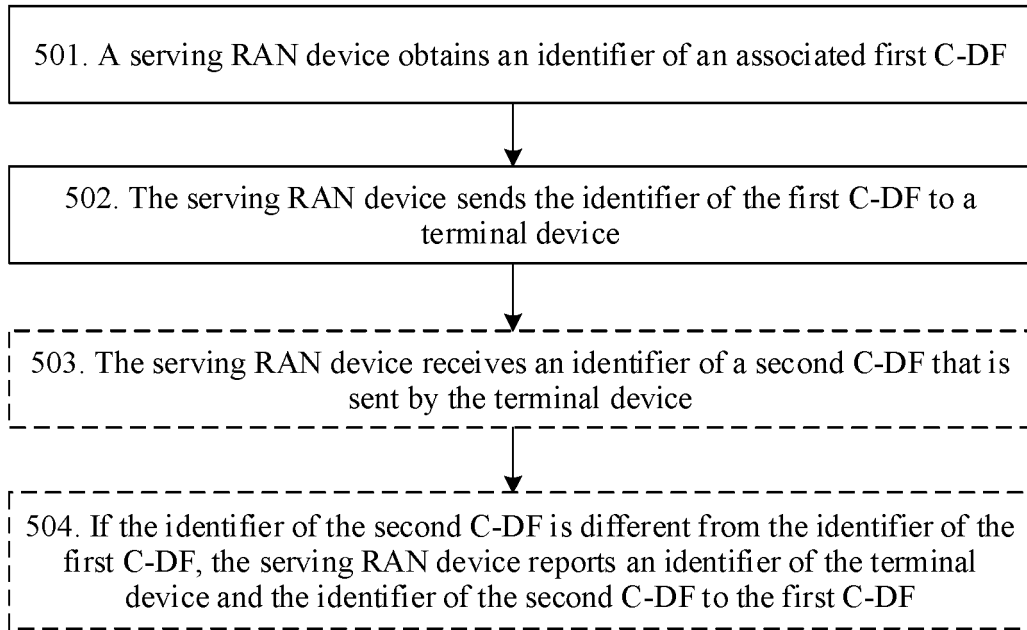 501. A serving RAN device obtains an identifier of an associated first C-DF
502. The serving RAN device sends the identifier of the first C-DF to a
terminal device
503. The serving RAN device receives an identifier of a second C-DF that is
sent by the terminal device
504. If the identifier of the second C-DF is different from the identifier of the
first C-DF, the serving RAN device reports an identifier of the terminal
device and the identifier of the second C-DF to the first C-DF